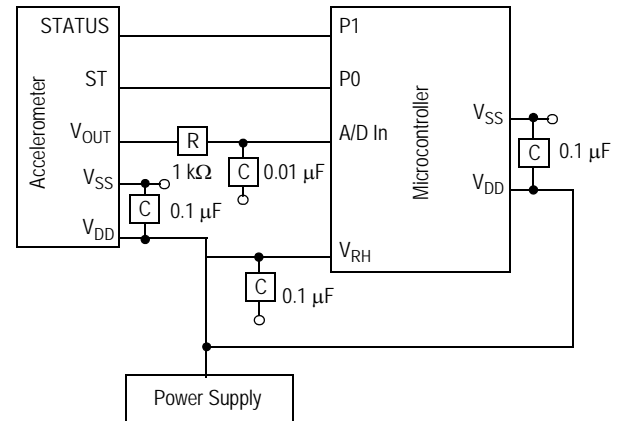 STATUS
P1
ST
P0
Accelerometer
Microcontroller
VOUT
R
A/D In
VSS
1 kΩ
C
0.01 µF
C
0.1 µF
VSS
C
0.1 µF
VDD
VDD
VRH
C
0.1 µF
Power Supply